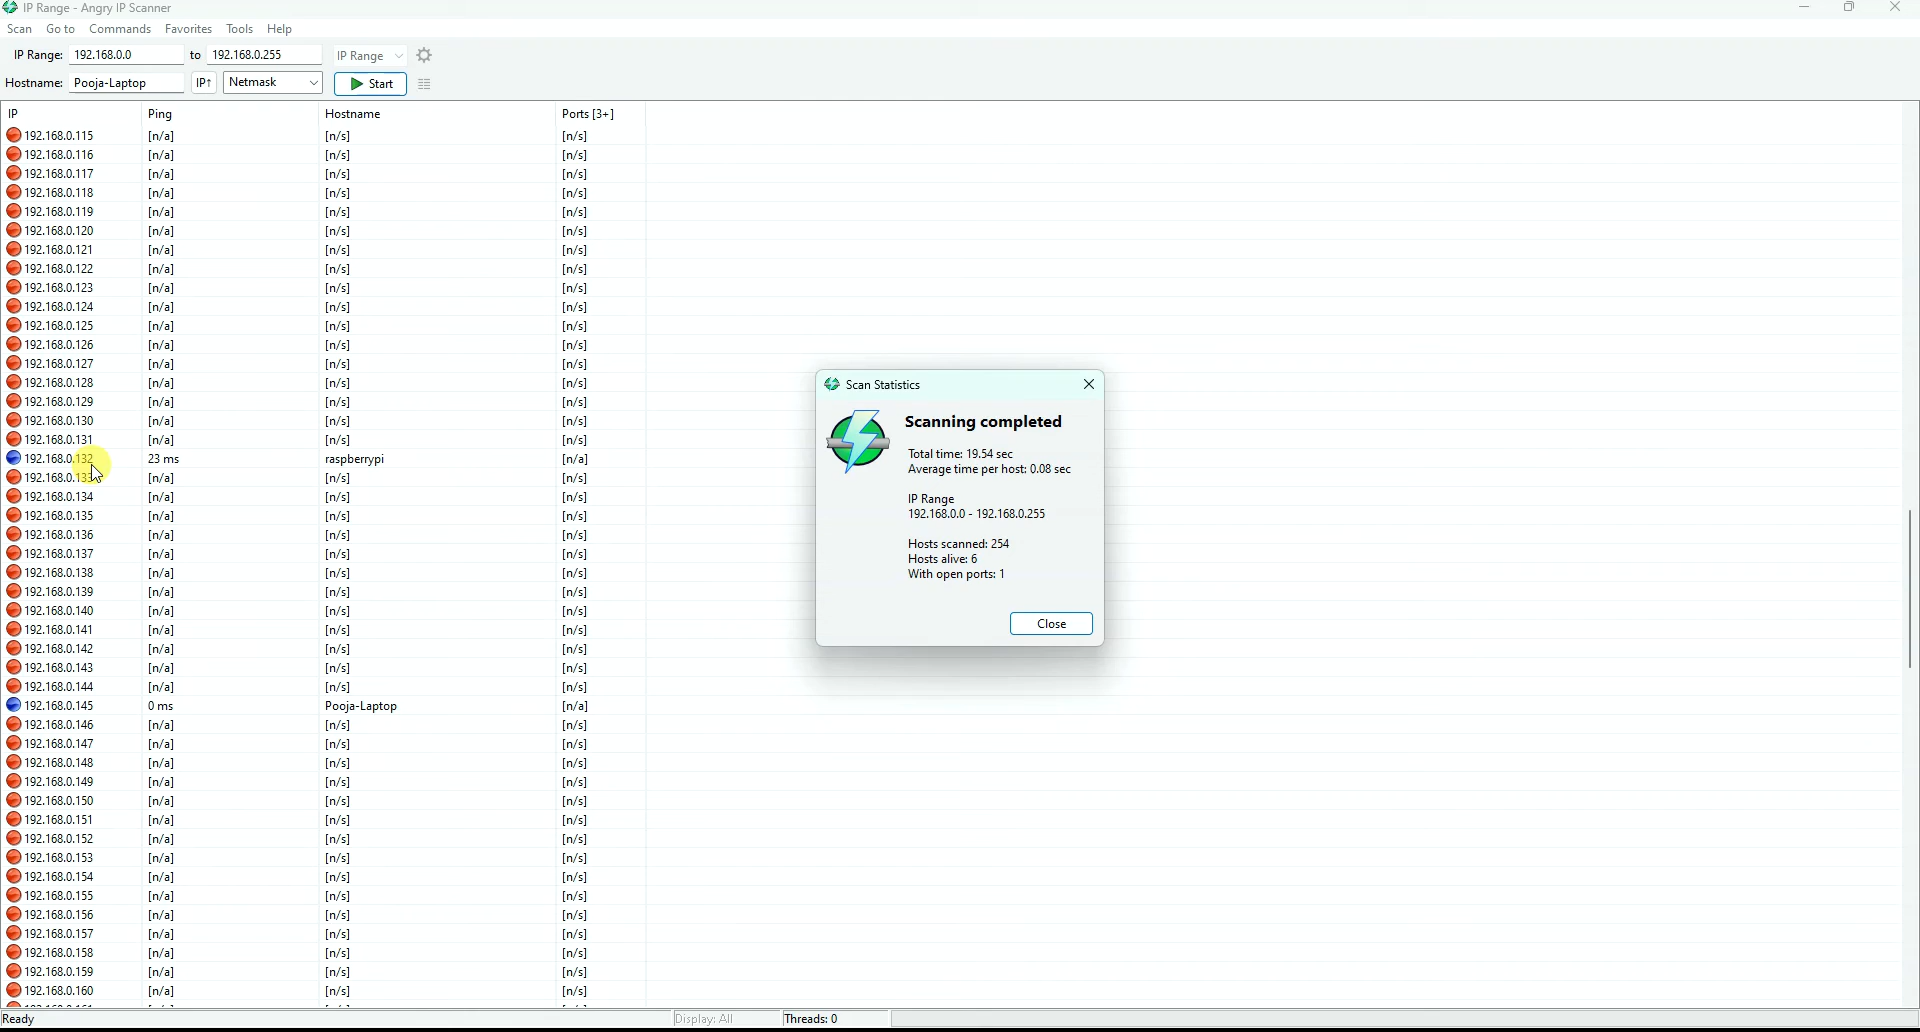 IP Range - Angry IP Scanner
Scan Go to Commands Favorites Tools Help
IP Range: 192.168.0.0 to 192.168.0.255 IP Range
Hostname: Pooja-Laptop IP↑ Netmask Start
IP Ping Hostname Ports [3+]
192.168.0.115 [n/a] [n/s] [n/s]
192.168.0.116 [n/a] [n/s] [n/s]
192.168.0.117 [n/a] [n/s] [n/s]
192.168.0.118 [n/a] [n/s] [n/s]
192.168.0.119 [n/a] [n/s] [n/s]
192.168.0.120 [n/a] [n/s] [n/s]
192.168.0.121 [n/a] [n/s] [n/s]
192.168.0.122 [n/a] [n/s] [n/s]
192.168.0.123 [n/a] [n/s] [n/s]
192.168.0.124 [n/a] [n/s] [n/s]
192.168.0.125 [n/a] [n/s] [n/s]
192.168.0.126 [n/a] [n/s] [n/s]
192.168.0.127 [n/a] [n/s] [n/s]
192.168.0.128 [n/a] [n/s] [n/s]
192.168.0.129 [n/a] [n/s] [n/s]
192.168.0.130 [n/a] [n/s] [n/s]
192.168.0.131 [n/a] [n/s] [n/s]
192.168.0.132 23 ms raspberrypi [n/a]
192.168.0.133 [n/a] [n/s] [n/s]
192.168.0.134 [n/a] [n/s] [n/s]
192.168.0.135 [n/a] [n/s] [n/s]
192.168.0.136 [n/a] [n/s] [n/s]
192.168.0.137 [n/a] [n/s] [n/s]
192.168.0.138 [n/a] [n/s] [n/s]
192.168.0.139 [n/a] [n/s] [n/s]
192.168.0.140 [n/a] [n/s] [n/s]
192.168.0.141 [n/a] [n/s] [n/s]
192.168.0.142 [n/a] [n/s] [n/s]
192.168.0.143 [n/a] [n/s] [n/s]
192.168.0.144 [n/a] [n/s] [n/s]
192.168.0.145 0 ms Pooja-Laptop [n/a]
192.168.0.146 [n/a] [n/s] [n/s]
192.168.0.147 [n/a] [n/s] [n/s]
192.168.0.148 [n/a] [n/s] [n/s]
192.168.0.149 [n/a] [n/s] [n/s]
192.168.0.150 [n/a] [n/s] [n/s]
192.168.0.151 [n/a] [n/s] [n/s]
192.168.0.152 [n/a] [n/s] [n/s]
192.168.0.153 [n/a] [n/s] [n/s]
192.168.0.154 [n/a] [n/s] [n/s]
192.168.0.155 [n/a] [n/s] [n/s]
192.168.0.156 [n/a] [n/s] [n/s]
192.168.0.157 [n/a] [n/s] [n/s]
192.168.0.158 [n/a] [n/s] [n/s]
192.168.0.159 [n/a] [n/s] [n/s]
192.168.0.160 [n/a] [n/s] [n/s]
Scan Statistics
Scanning completed
Total time: 19.54 sec
Average time per host: 0.08 sec
IP Range
192.168.0.0 - 192.168.0.255
Hosts scanned: 254
Hosts alive: 6
With open ports: 1
Close
Ready Display: All Threads: 0